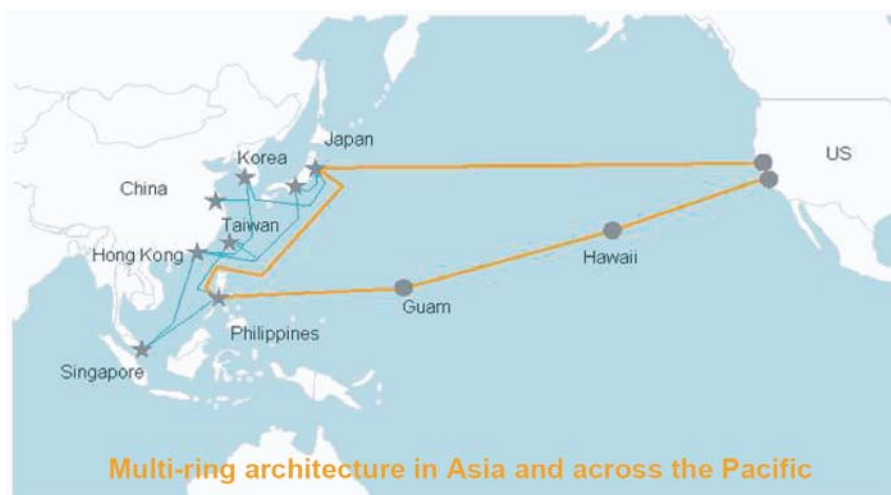 Japan
Korea
US
China
Taiwan
Hong Kong
Hawaii
Guam
Philippines
Singapore
Multi-ring architecture in Asia and across the Pacific